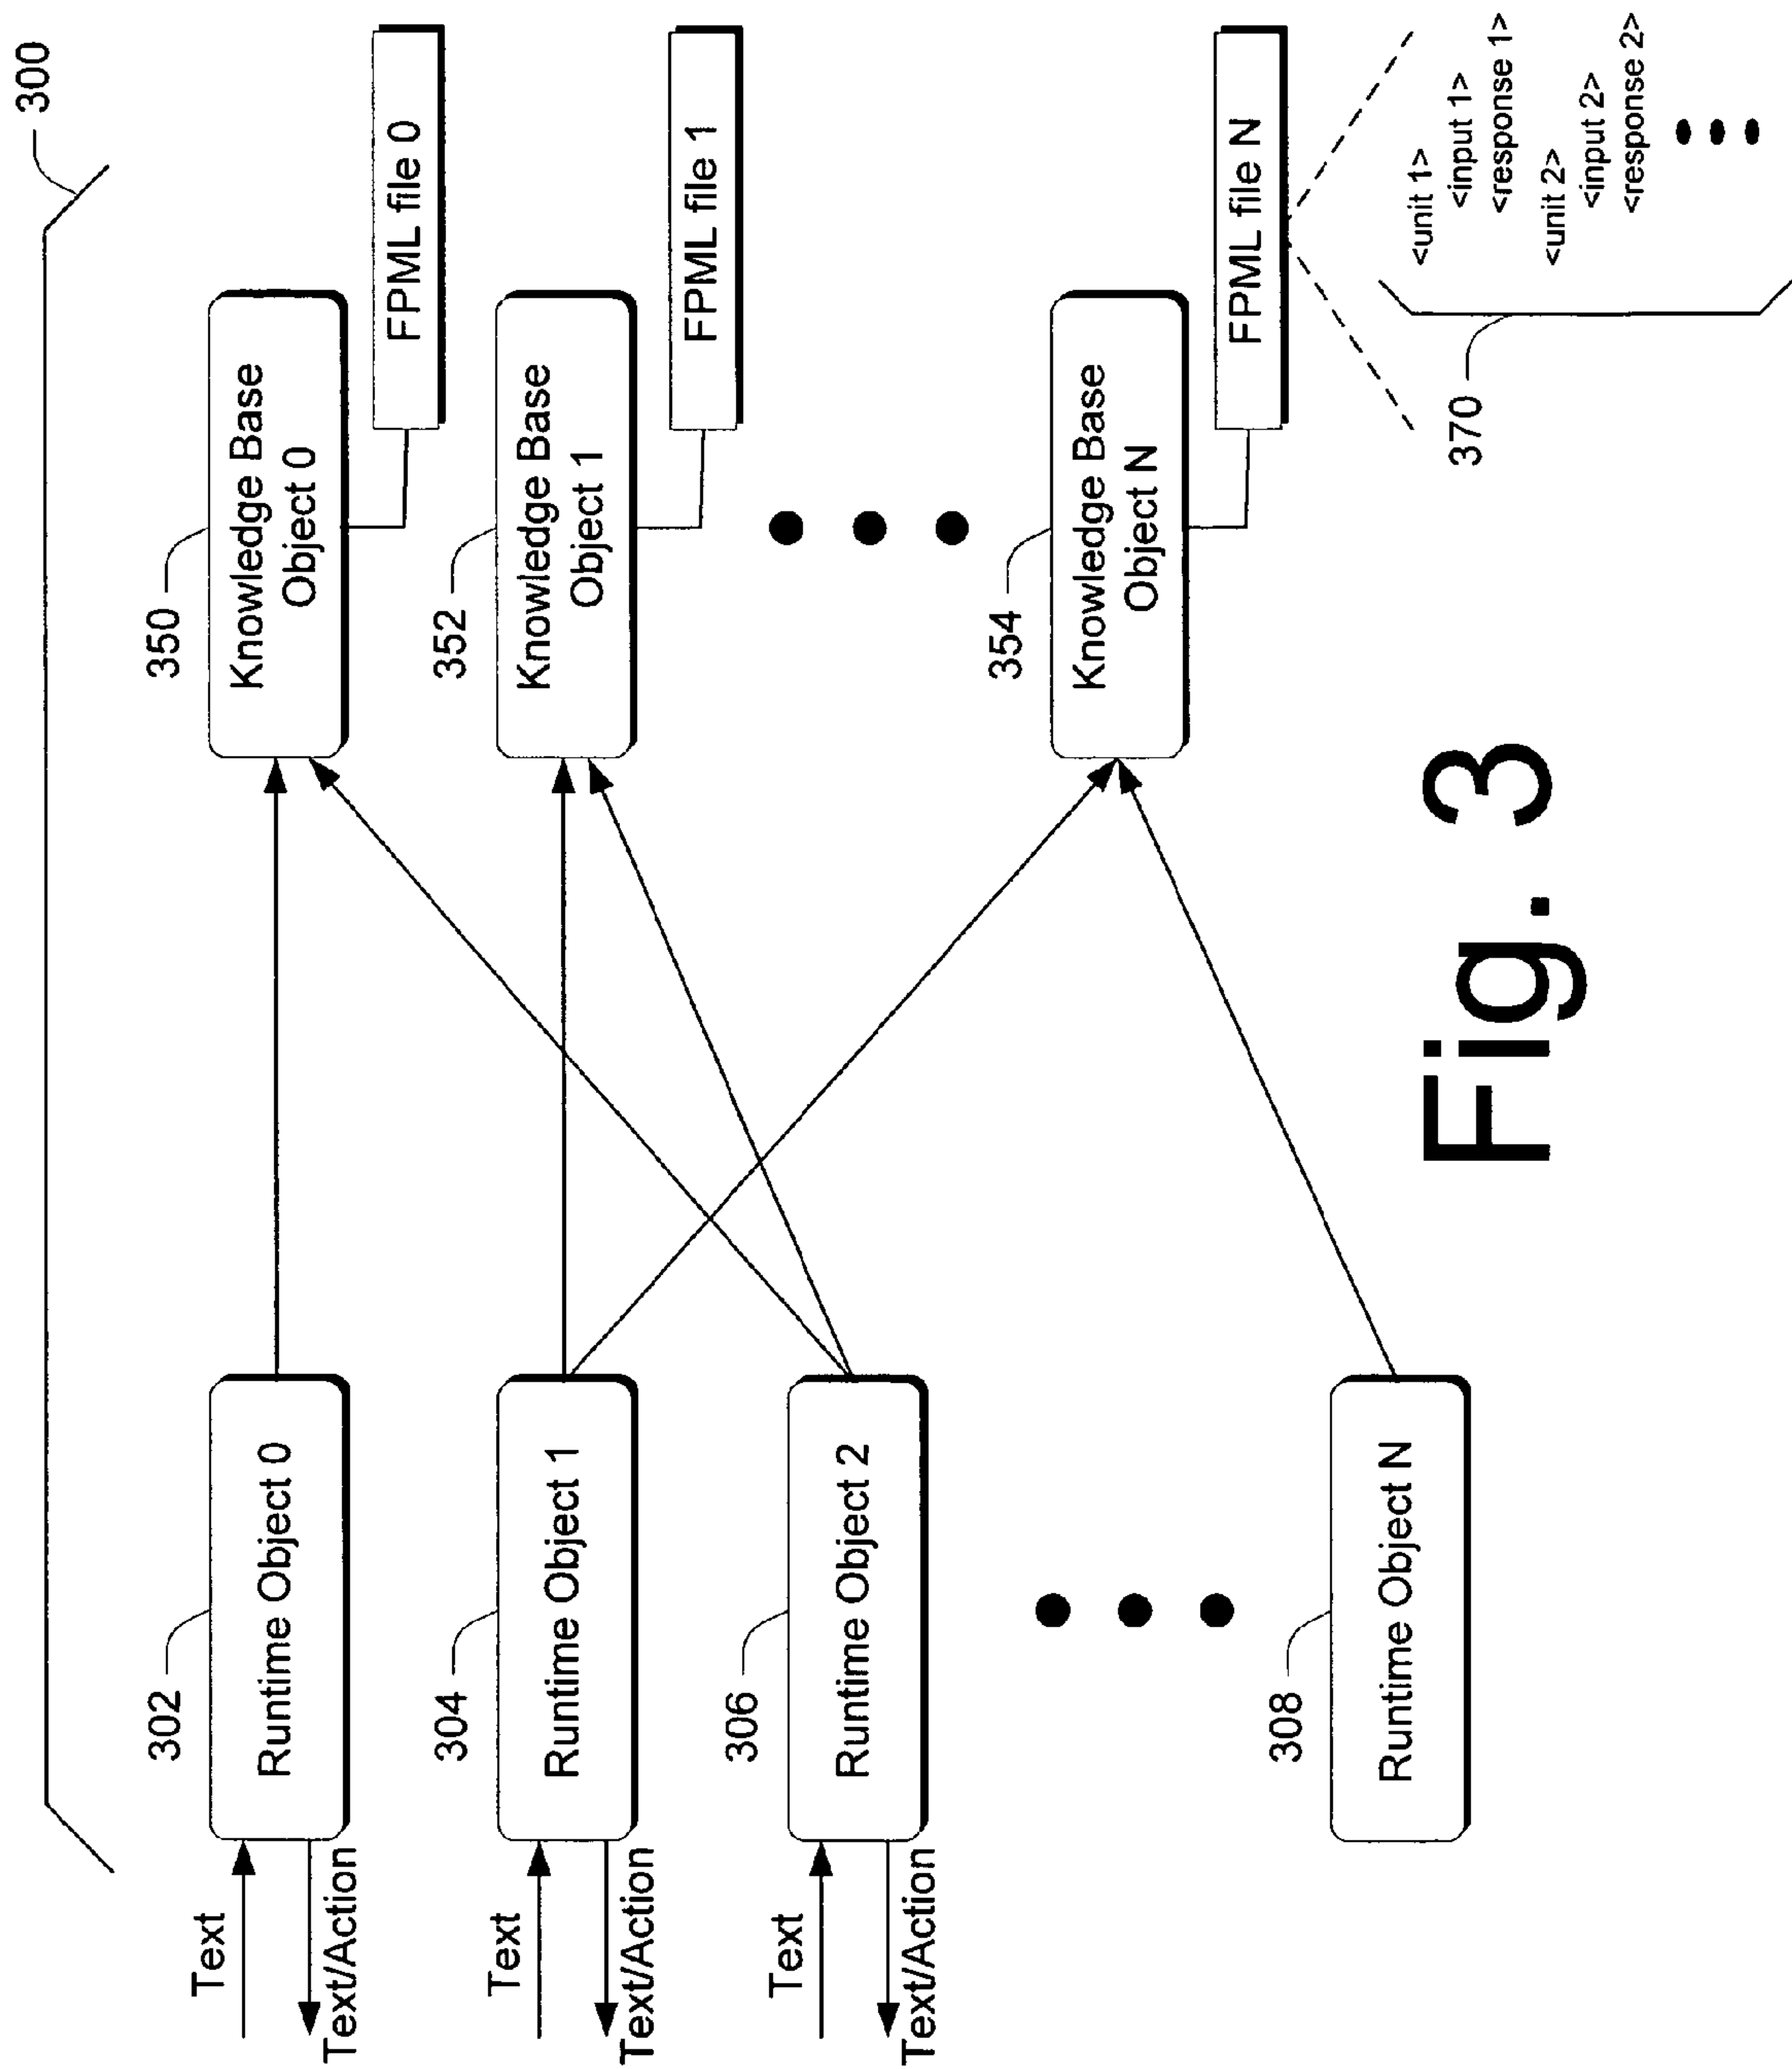 300
302
Runtime Object 0
Text
Text/Action
350
Knowledge Base
Object 0
FPML file 0
304
Runtime Object 1
Text
Text/Action
352
Knowledge Base
Object 1
FPML file 1
306
Runtime Object 2
Text
Text/Action
354
Knowledge Base
Object N
FPML file N
308
Runtime Object N
370
<unit 1>
<input 1>
<response 1>
<unit 2>
<input 2>
<response 2>
Fig. 3